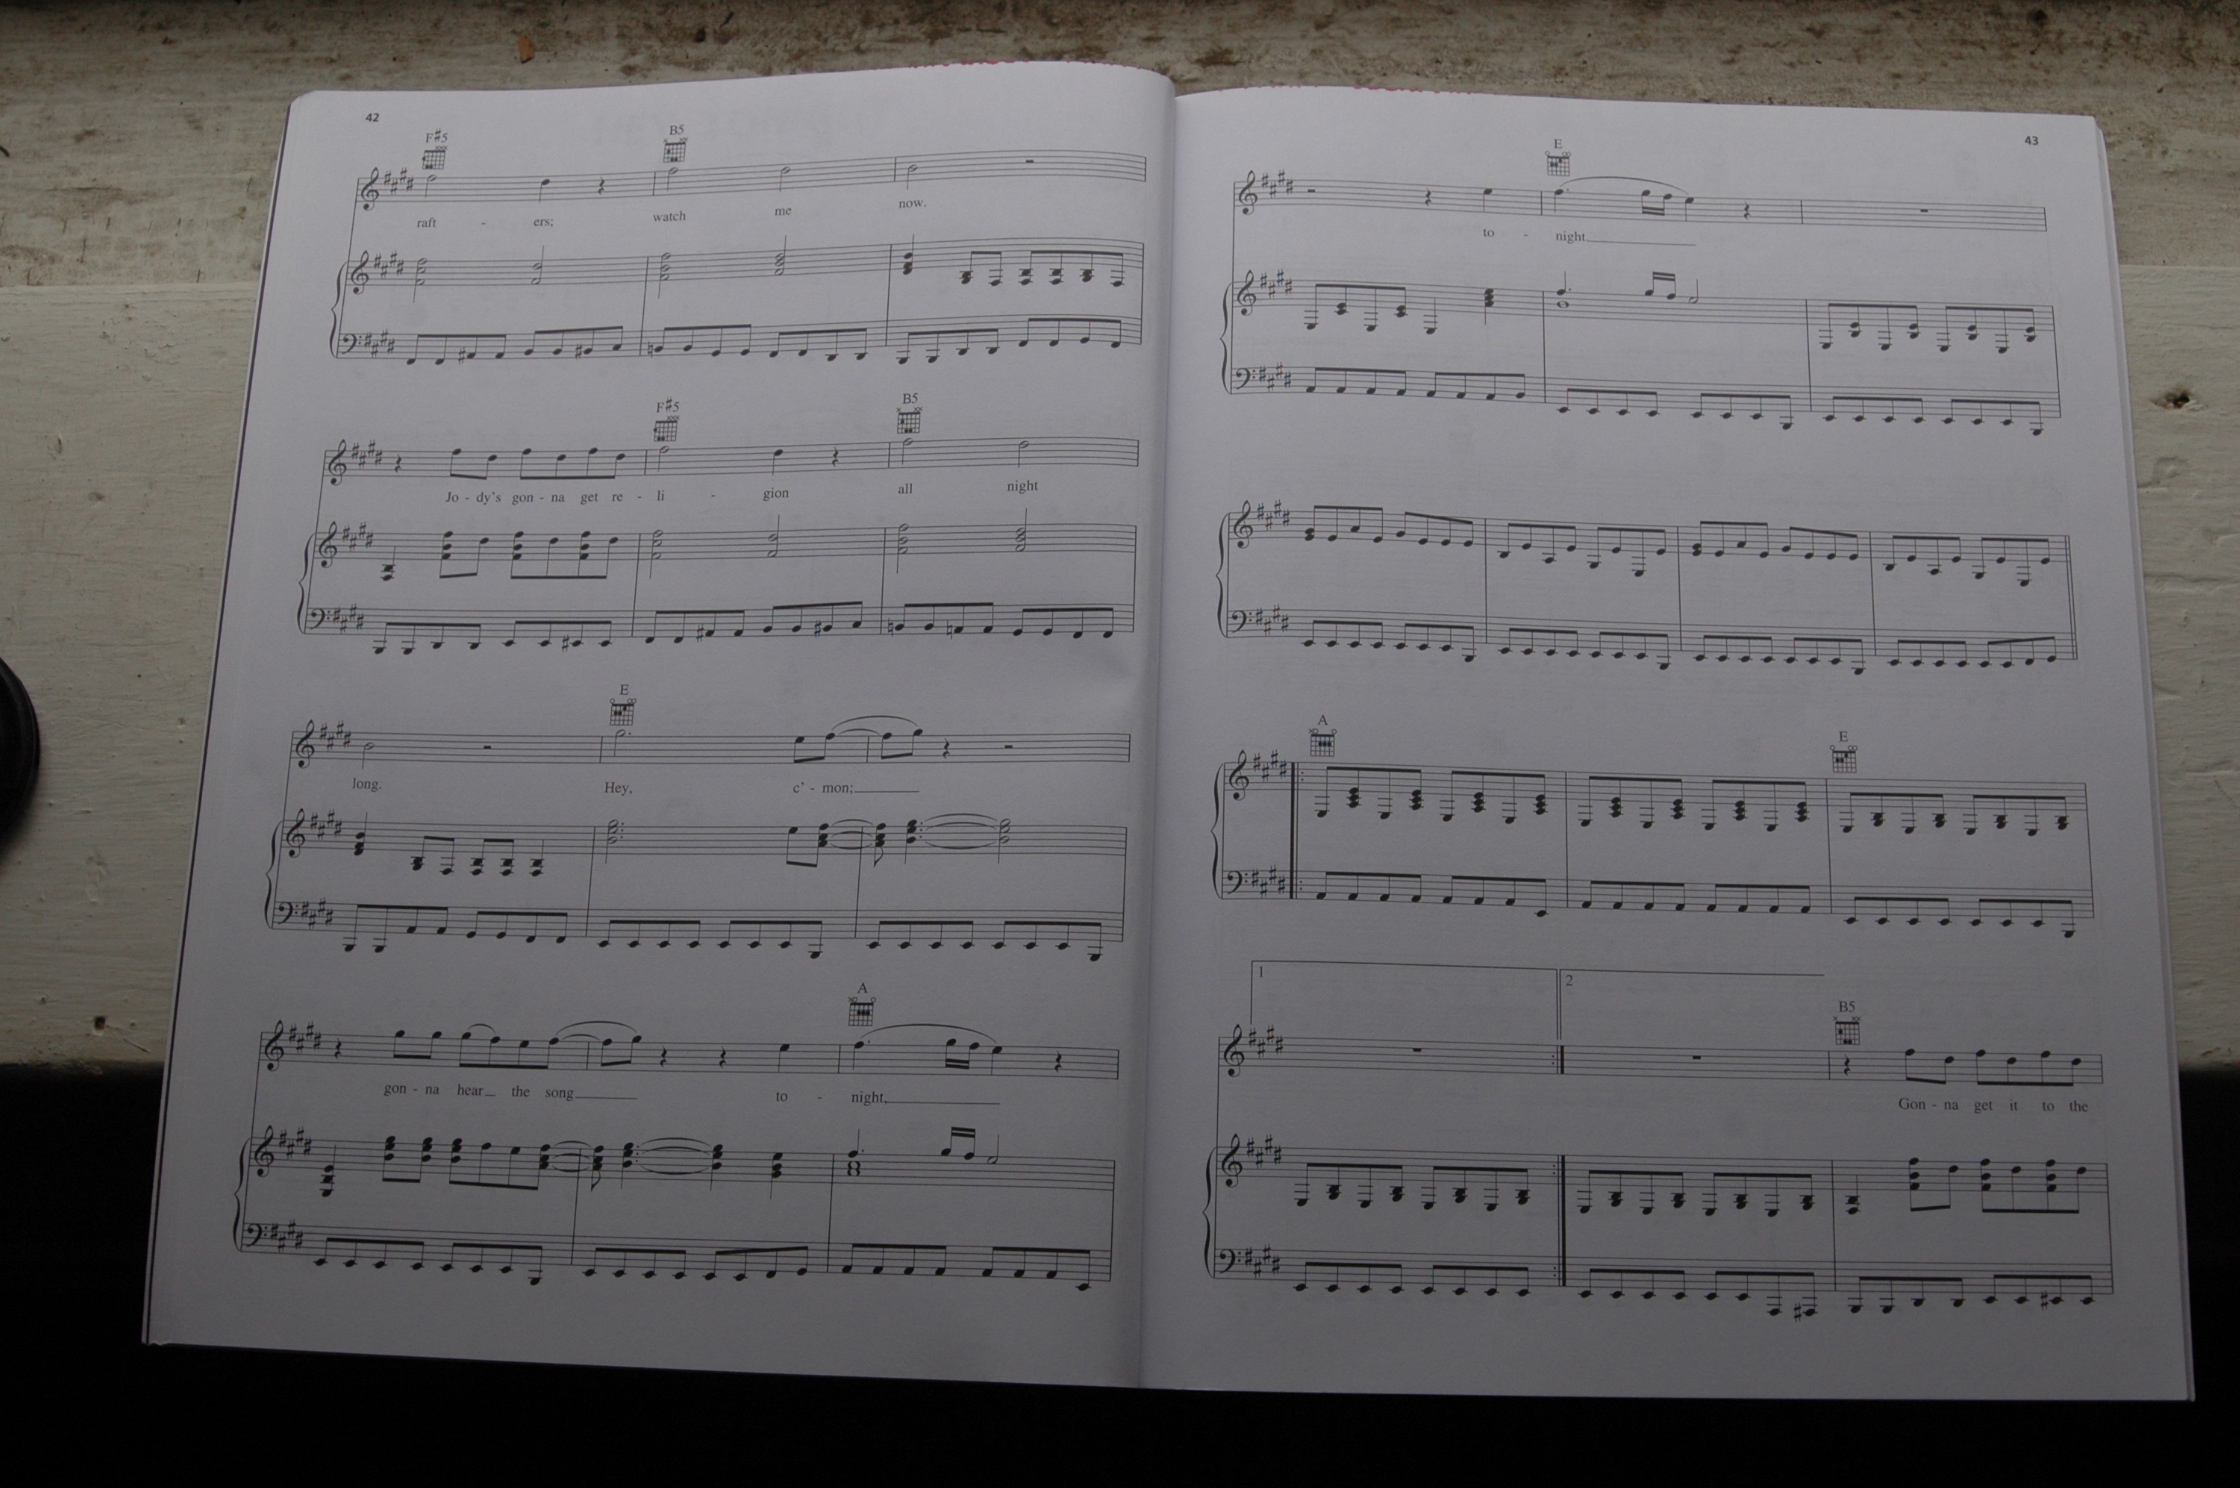 42
F#5 B5
raft - ers; watch me now.
F#5 B5
Jo - dy's gon - na get re - li - gion all night
E
long. Hey, c' - mon;
A
gon - na hear the song to - night,
43
E
to - night.
A E
1 2
B5
Gon - na get it to the